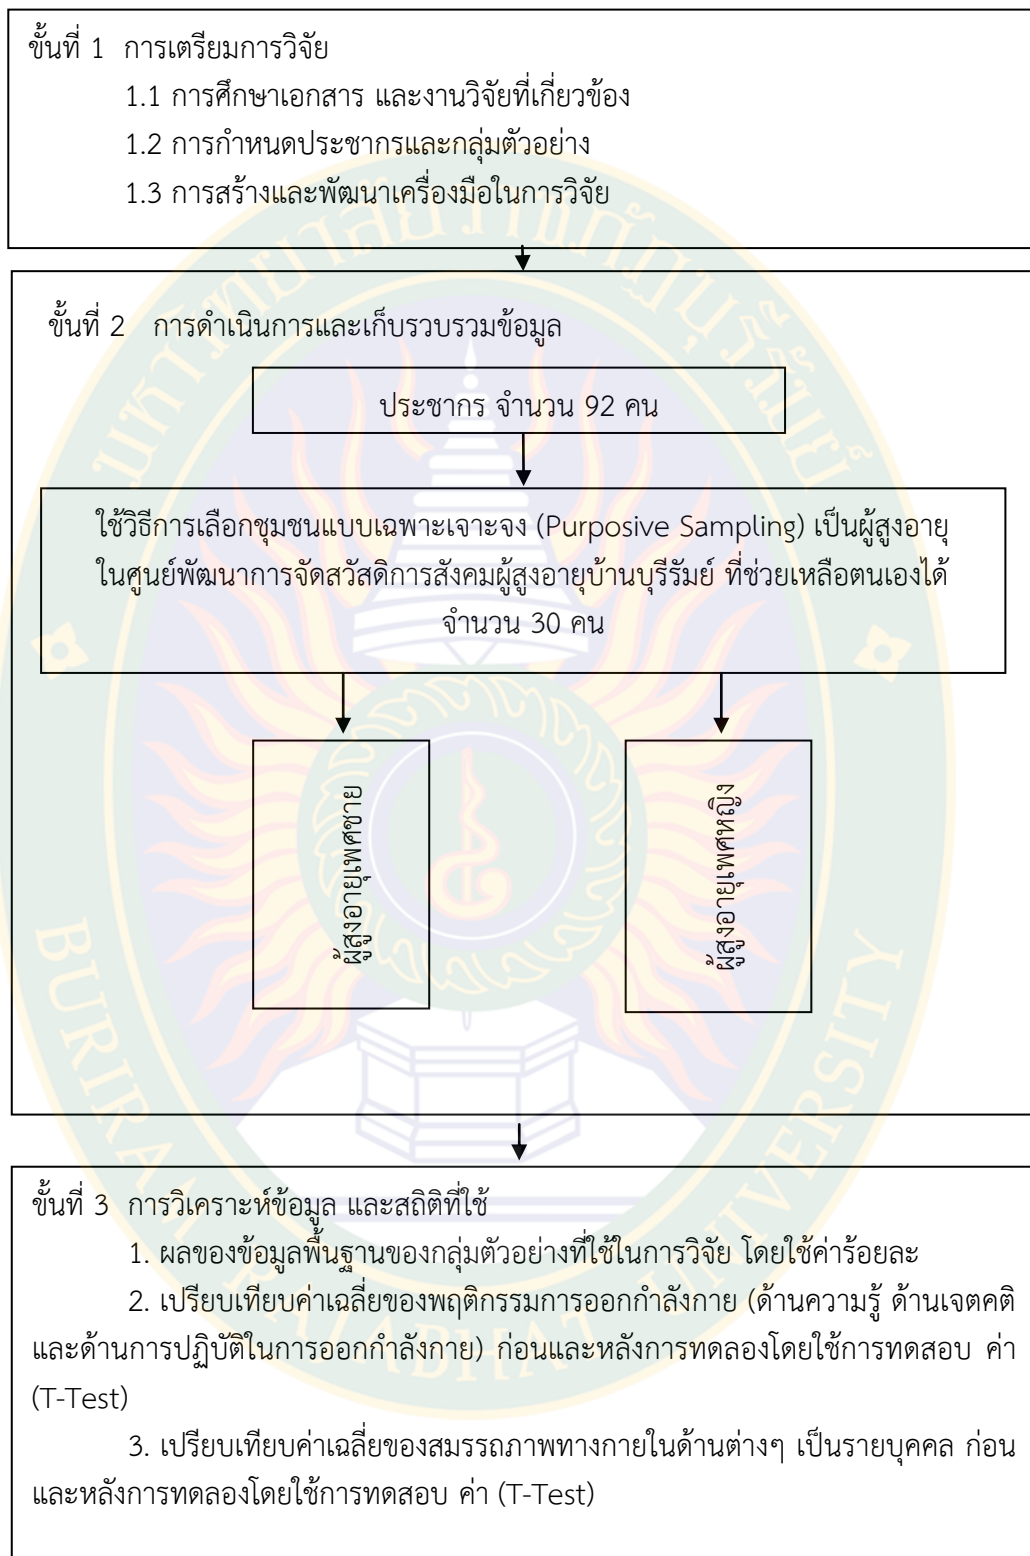 ขั้นที่ 1 การเตรียมการวิจัย
1.1 การศึกษาเอกสาร และงานวิจัยที่เกี่ยวข้อง
1.2 การกำหนดประชากรและกลุ่มตัวอย่าง
1.3 การสร้างและพัฒนาเครื่องมือในการวิจัย
มหาวิทยาลัยราชภัฏบุรีรัมย์
ขั้นที่ 2 การดำเนินการและเก็บรวบรวมข้อมูล
ประชากร จำนวน 92 คน
ใช้วิธีการเลือกชุมชนแบบเฉพาะเจาะจง (Purposive Sampling) เป็นผู้สูงอายุ
ในศูนย์พัฒนาการจัดสวัสดิการสังคมผู้สูงอายุบ้านบุรีรัมย์ ที่ช่วยเหลือตนเองได้
จำนวน 30 คน
ผู้สูงอายุเพศชาย
ผู้สูงอายุเพศหญิง
BURIRAM RAJABHAT UNIVERSITY
ขั้นที่ 3 การวิเคราะห์ข้อมูล และสถิติที่ใช้
1. ผลของข้อมูลพื้นฐานของกลุ่มตัวอย่างที่ใช้ในการวิจัย โดยใช้ค่าร้อยละ
2. เปรียบเทียบค่าเฉลี่ยของพฤติกรรมการออกกำลังกาย (ด้านความรู้ ด้านเจตคติ
และด้านการปฏิบัติในการออกกำลังกาย) ก่อนและหลังการทดลองโดยใช้การทดสอบ ค่า
(T-Test)
3. เปรียบเทียบค่าเฉลี่ยของสมรรถภาพทางกายในด้านต่างๆ เป็นรายบุคคล ก่อน
และหลังการทดลองโดยใช้การทดสอบ ค่า (T-Test)